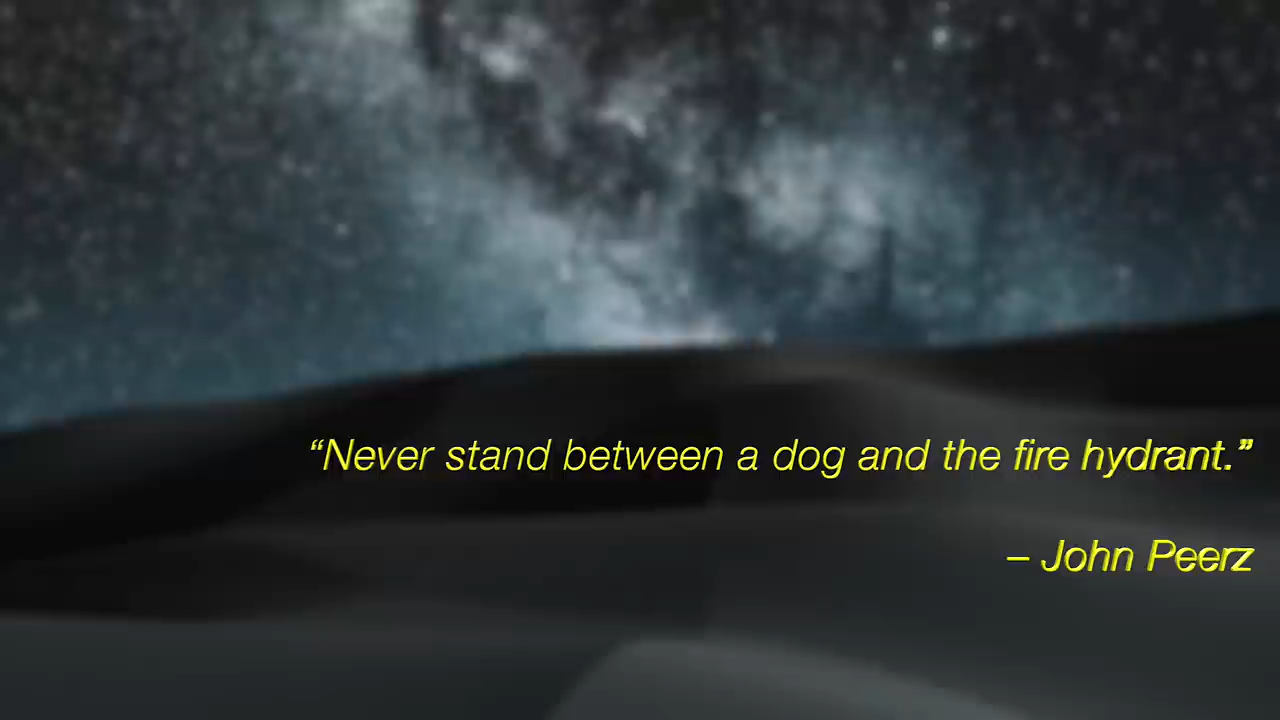 “Never stand between a dog and the fire hydrant.”
– John Peerz